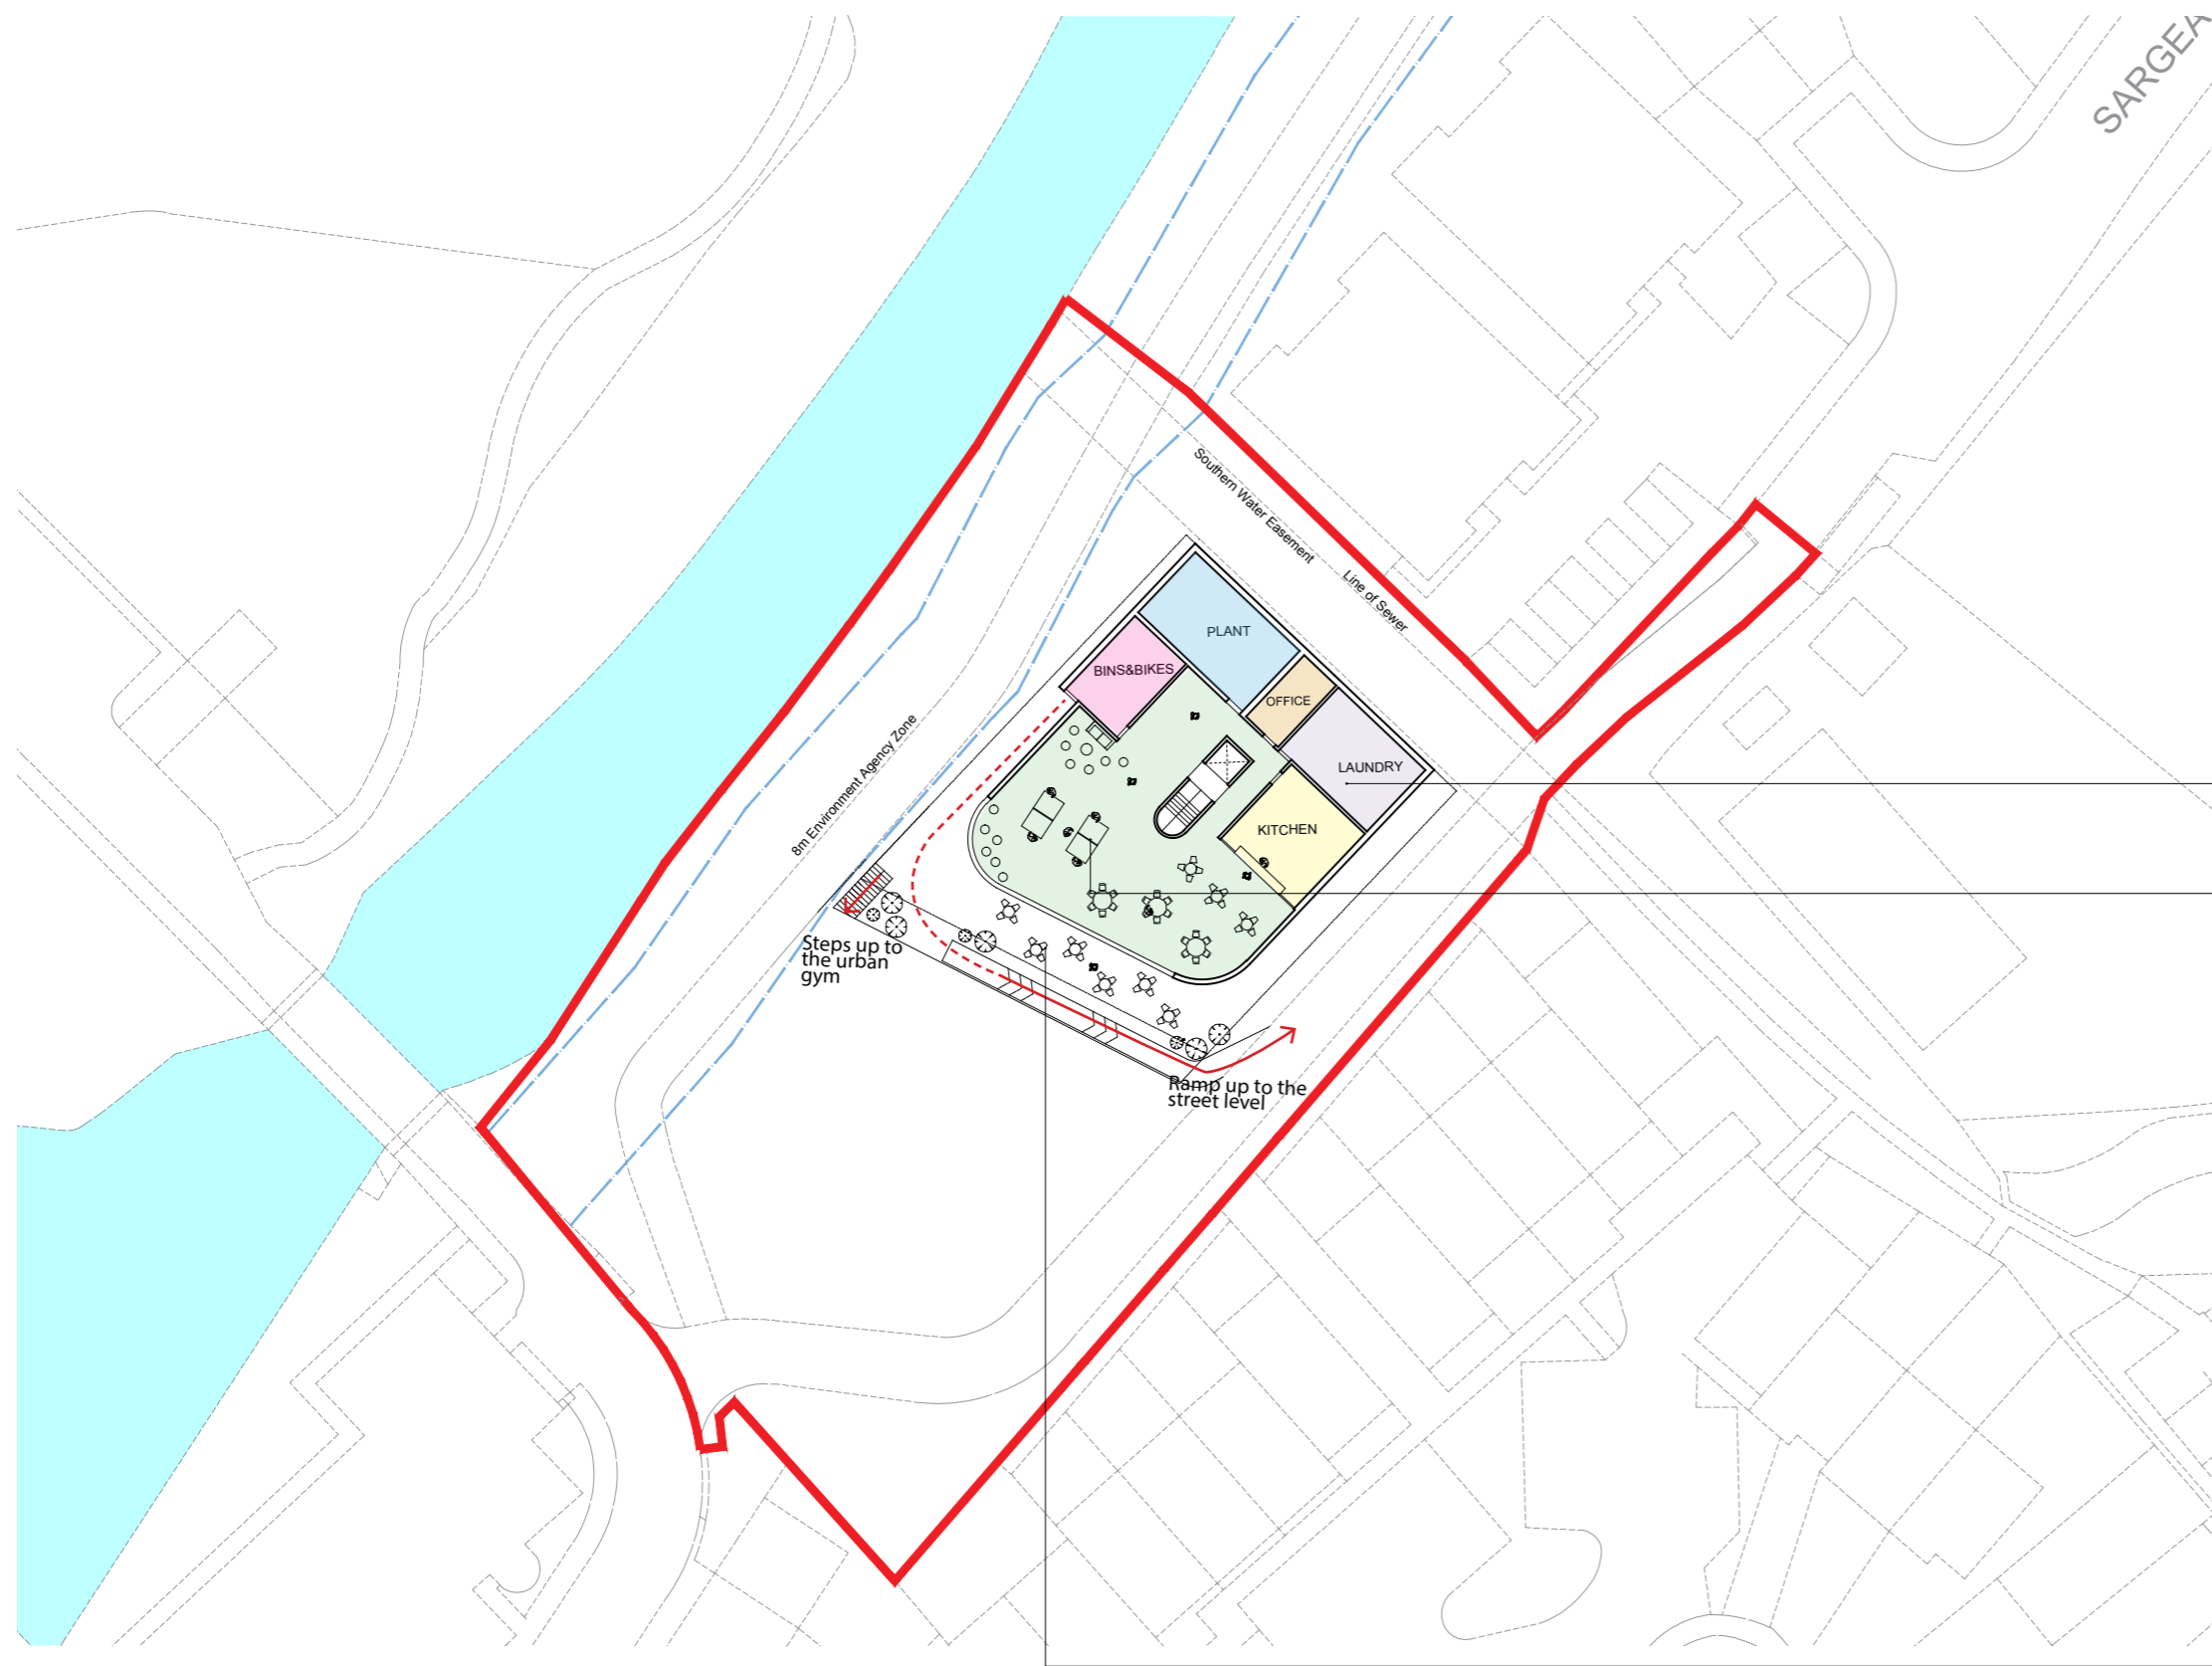 SARGEA
Southern Water Easement
Line of Sewer
PLANT
BINS&BIKES
OFFICE
LAUNDRY
8m Environment Agency Zone
KITCHEN
Steps up to
the urban
gym
Ramp up to the
street level